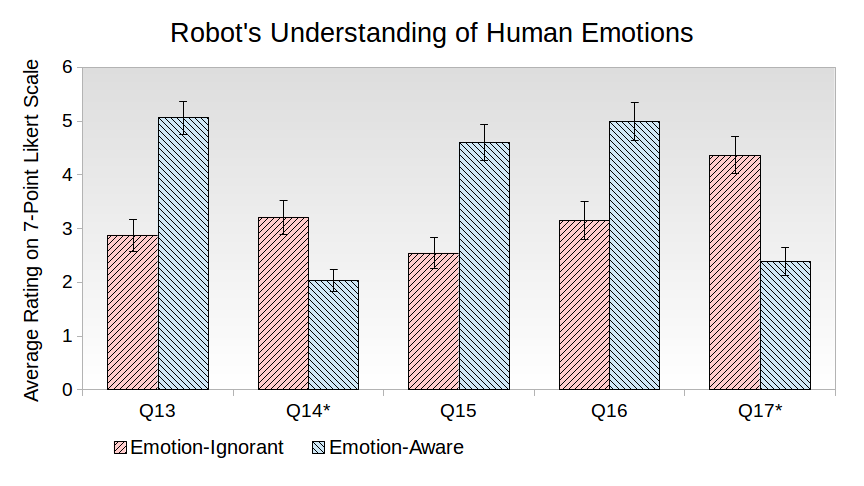 Robot's Understanding of Human Emotions
Average Rating on 7-Point Likert Scale
6
5
4
3
2
1
0
Q13 Q14* Q15 Q16 Q17*
Emotion-Ignorant Emotion-Aware